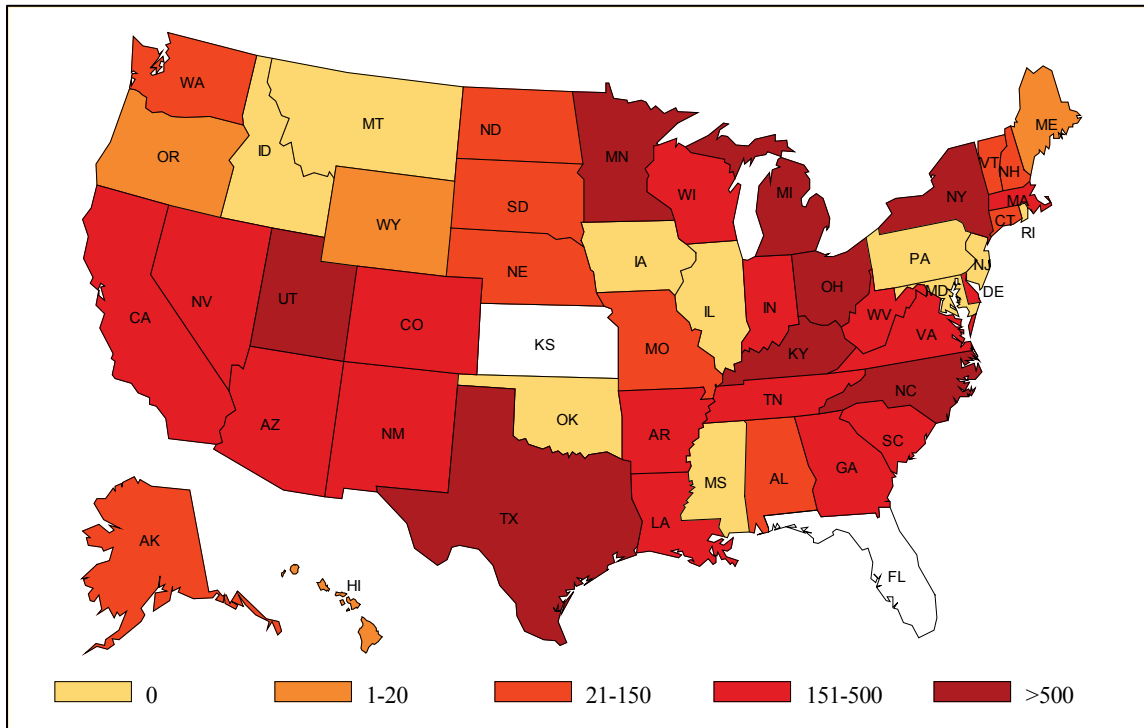 WA
MT
ND
ME
OR
ID
MN
VT
NH
WI
MI
NY
MA
WY
SD
CT
RI
IA
PA
NJ
NE
NV
UT
IL
IN
OH
MD
DE
CA
CO
WV
VA
KS
MO
KY
NC
TN
AZ
NM
OK
AR
SC
MS
AL
GA
TX
LA
AK
HI
FL
0
1-20
21-150
151-500
>500